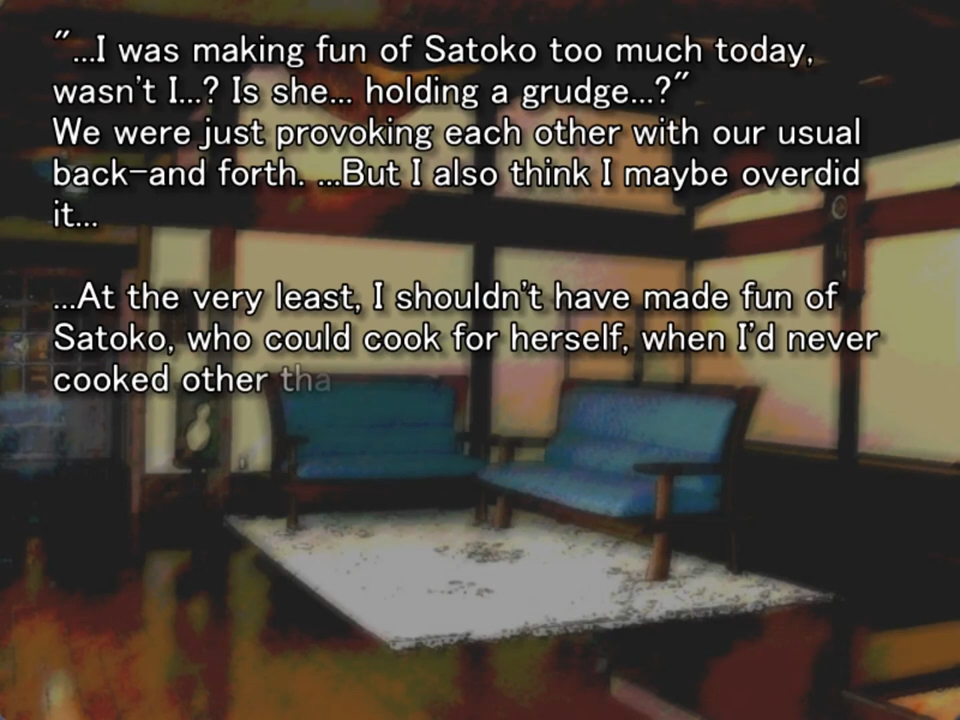 "...I was making fun of Satoko too much today,
wasn't I...? Is she... holding a grudge...?"
We were just provoking each other with our usual
back-and forth. ...But I also think I maybe overdid
it...
...At the very least, I shouldn't have made fun of
Satoko, who could cook for herself, when I'd never
cooked other tha